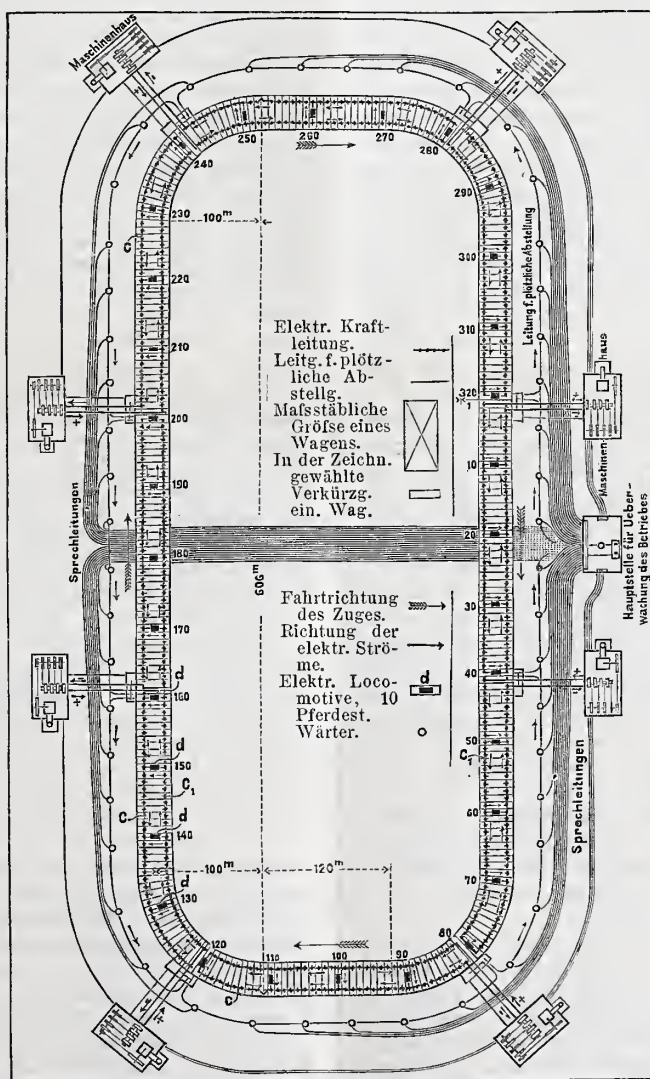 Maschinenhaus
250
260
270
240
280
230
290
100ᵐ
C
220
300
Leitung f. plötzliche Abstellung
210
310
Elektr. Kraft-
leitung.
Leitg. f. plötz-
liche Ab-
stellg.
Mafsstäbliche
Gröfse eines
Wagens.
In der Zeichn.
gewählte
Verkürzg.
ein. Wag.
320
1
haus
Maschinen
200
10
190
Sprechleitungen
180
20
606ᵐ
Hauptstelle für Ueber-
wachung des Betriebes
170
30
Fahrtrichtung
des Zuges.
Richtung der
elektr. Strö-
me.
Elektr. Loco-
motive, 10
Pferdest.
Wärter.
d
d
160
40
d
150
50
C₁
C₁
C
d
140
60
Sprechleitungen
d
130
100ᵐ
120ᵐ
70
120
80
110
100
90
C